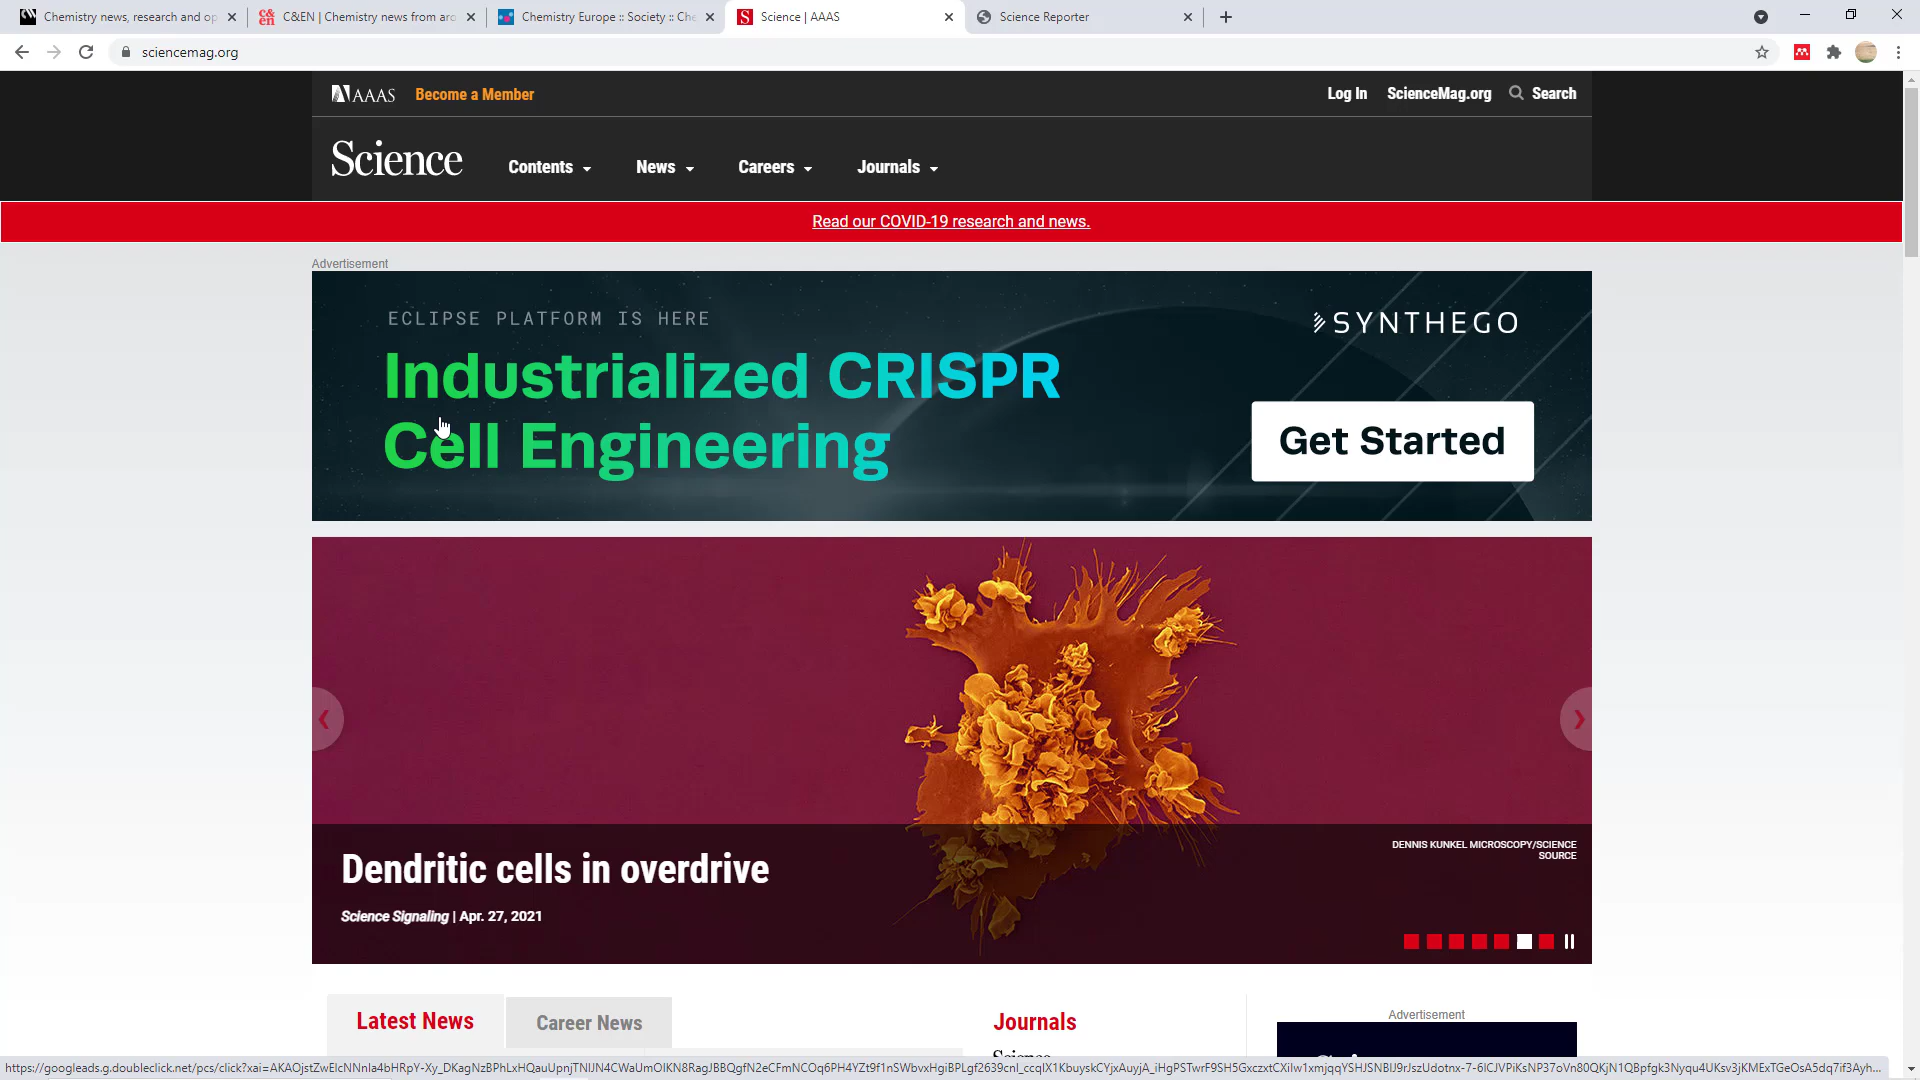 Chemistry news, research and op
C&EN | Chemistry news from aro
Chemistry Europe :: Society :: Che
Science | AAAS
Science Reporter
sciencemag.org
AAAS
Become a Member
Log In
ScienceMag.org
Search
Science
Contents
News
Careers
Journals
Read our COVID-19 research and news.
Advertisement
ECLIPSE PLATFORM IS HERE
Industrialized CRISPR
Cell Engineering
SYNTHEGO
Get Started
Dendritic cells in overdrive
Science Signaling | Apr. 27, 2021
DENNIS KUNKEL MICROSCOPY/SCIENCE
SOURCE
Latest News
Career News
Journals
Advertisement